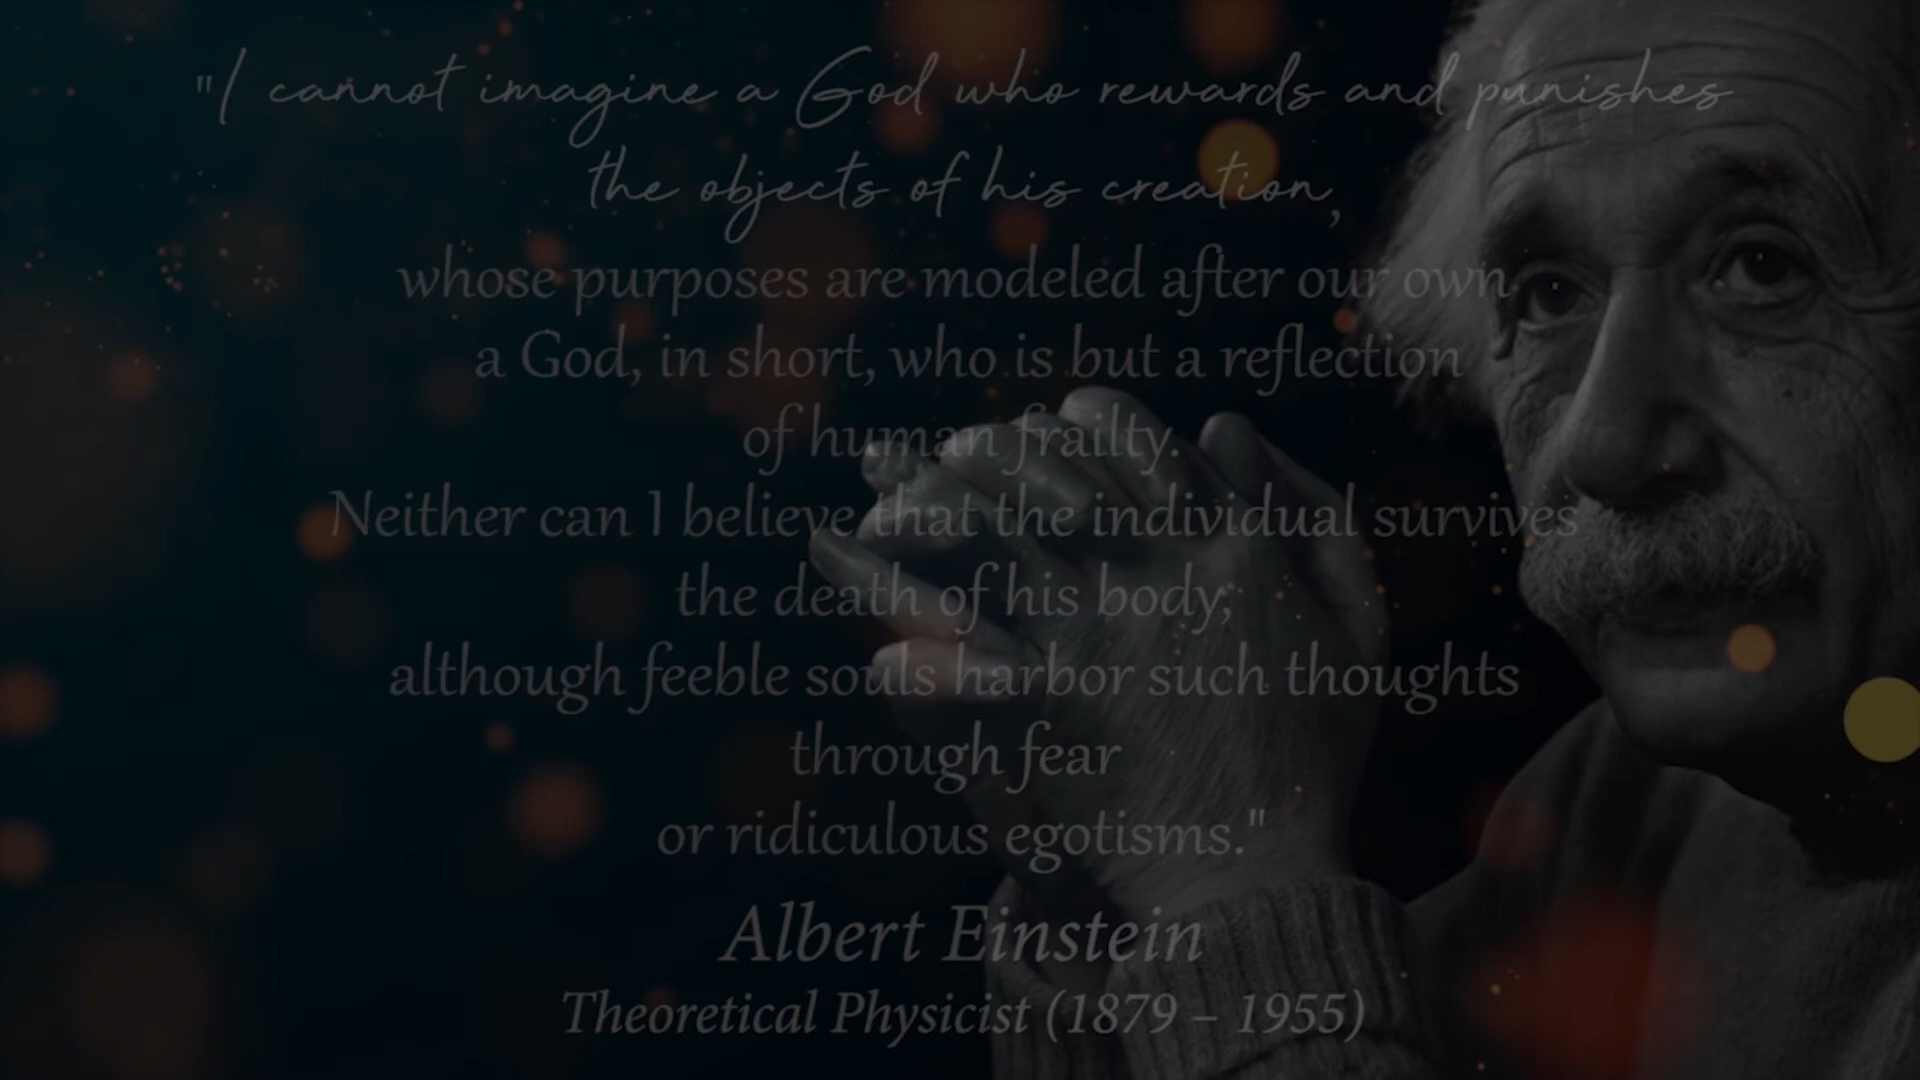 "I cannot imagine a God who rewards and punishes
the objects of his creation,
whose purposes are modeled after our own
a God, in short, who is but a reflection
of human frailty.
Neither can I believe that the individual survives
the death of his body,
although feeble souls harbor such thoughts
through fear
or ridiculous egotisms."
Albert Einstein
Theoretical Physicist (1879 – 1955)